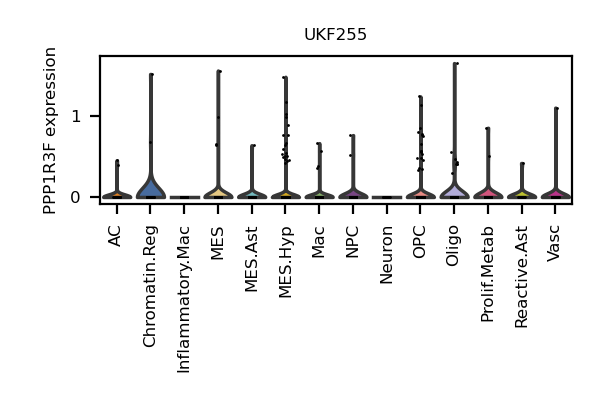 UKF255
PPP1R3F expression
1
0
AC
Chromatin.Reg
Inflammatory.Mac
MES
MES.Ast
MES.Hyp
Mac
NPC
Neuron
OPC
Oligo
Prolif.Metab
Reactive.Ast
Vasc